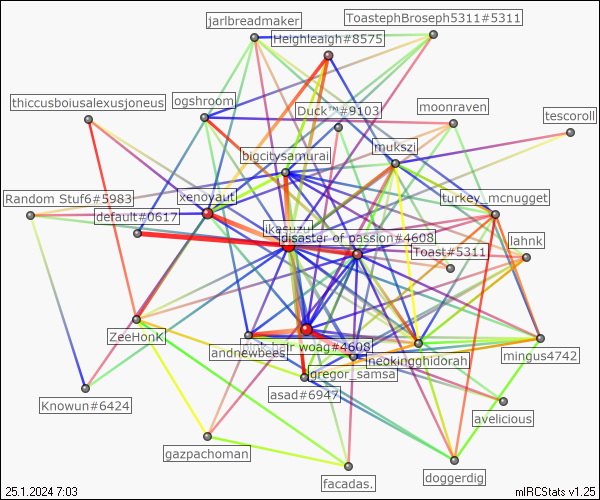 jarlbreadmaker
ToastephBroseph5311#5311
Heighleaigh#8575
thiccusboiusalexusjoneus
ogshroom
Duck™#9103
moonraven
tescoroll
mukszi
bigcitysamurai
Random Stuf6#5983
xenoyaut
turkey_mcnugget
default#0617
ikasuzu
disaster of passion#4608
lahnk
Toast#5311
ZeeHonK
andnewbees
hair woag#4608
neokingghidorah
mingus4742
gregor_samsa
Knowun#6424
asad#6947
avelicious
gazpachoman
facadas.
doggerdig
25.1.2024 7:03
mIRCStats v1.25